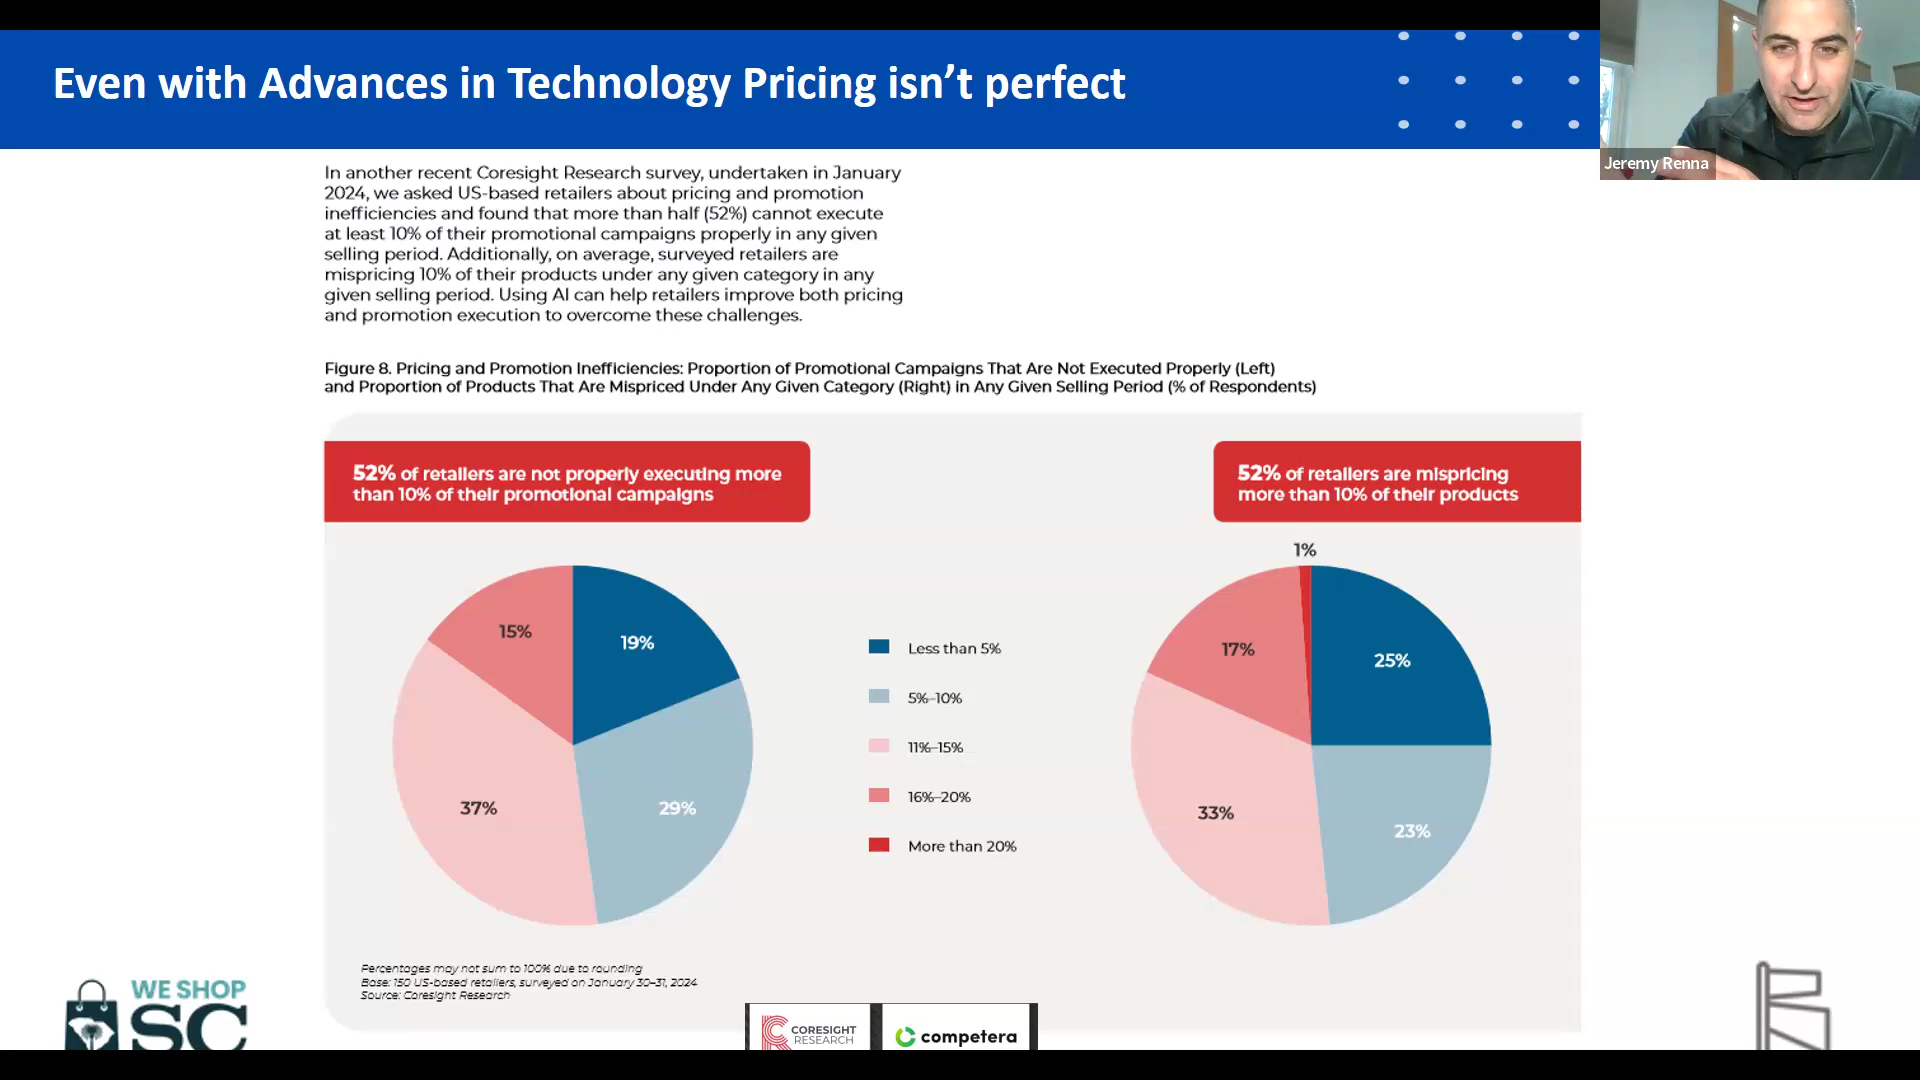 Even with Advances in Technology Pricing isn't perfect
Jeremy Renna
In another recent Coresight Research survey, undertaken in January
2024, we asked US-based retailers about pricing and promotion
inefficiencies and found that more than half (52%) cannot execute
at least 10% of their promotional campaigns properly in any given
selling period. Additionally, on average, surveyed retailers are
mispricing 10% of their products under any given category in any
given selling period. Using AI can help retailers improve both pricing
and promotion execution to overcome these challenges.
Figure 8. Pricing and Promotion Inefficiencies: Proportion of Promotional Campaigns That Are Not Executed Properly (Left)
and Proportion of Products That Are Mispriced Under Any Given Category (Right) in Any Given Selling Period (% of Respondents)
52% of retailers are not properly executing more
than 10% of their promotional campaigns
52% of retailers are mispricing
more than 10% of their products
15%
19%
37%
29%
Less than 5%
5%–10%
11%–15%
16%–20%
More than 20%
1%
17%
25%
33%
23%
Percentages may not sum to 100% due to rounding
Base: 150 US-based retailers, surveyed on January 30–31, 2024
Source: Coresight Research
WE SHOP
SC
CORESIGHT
RESEARCH
competera